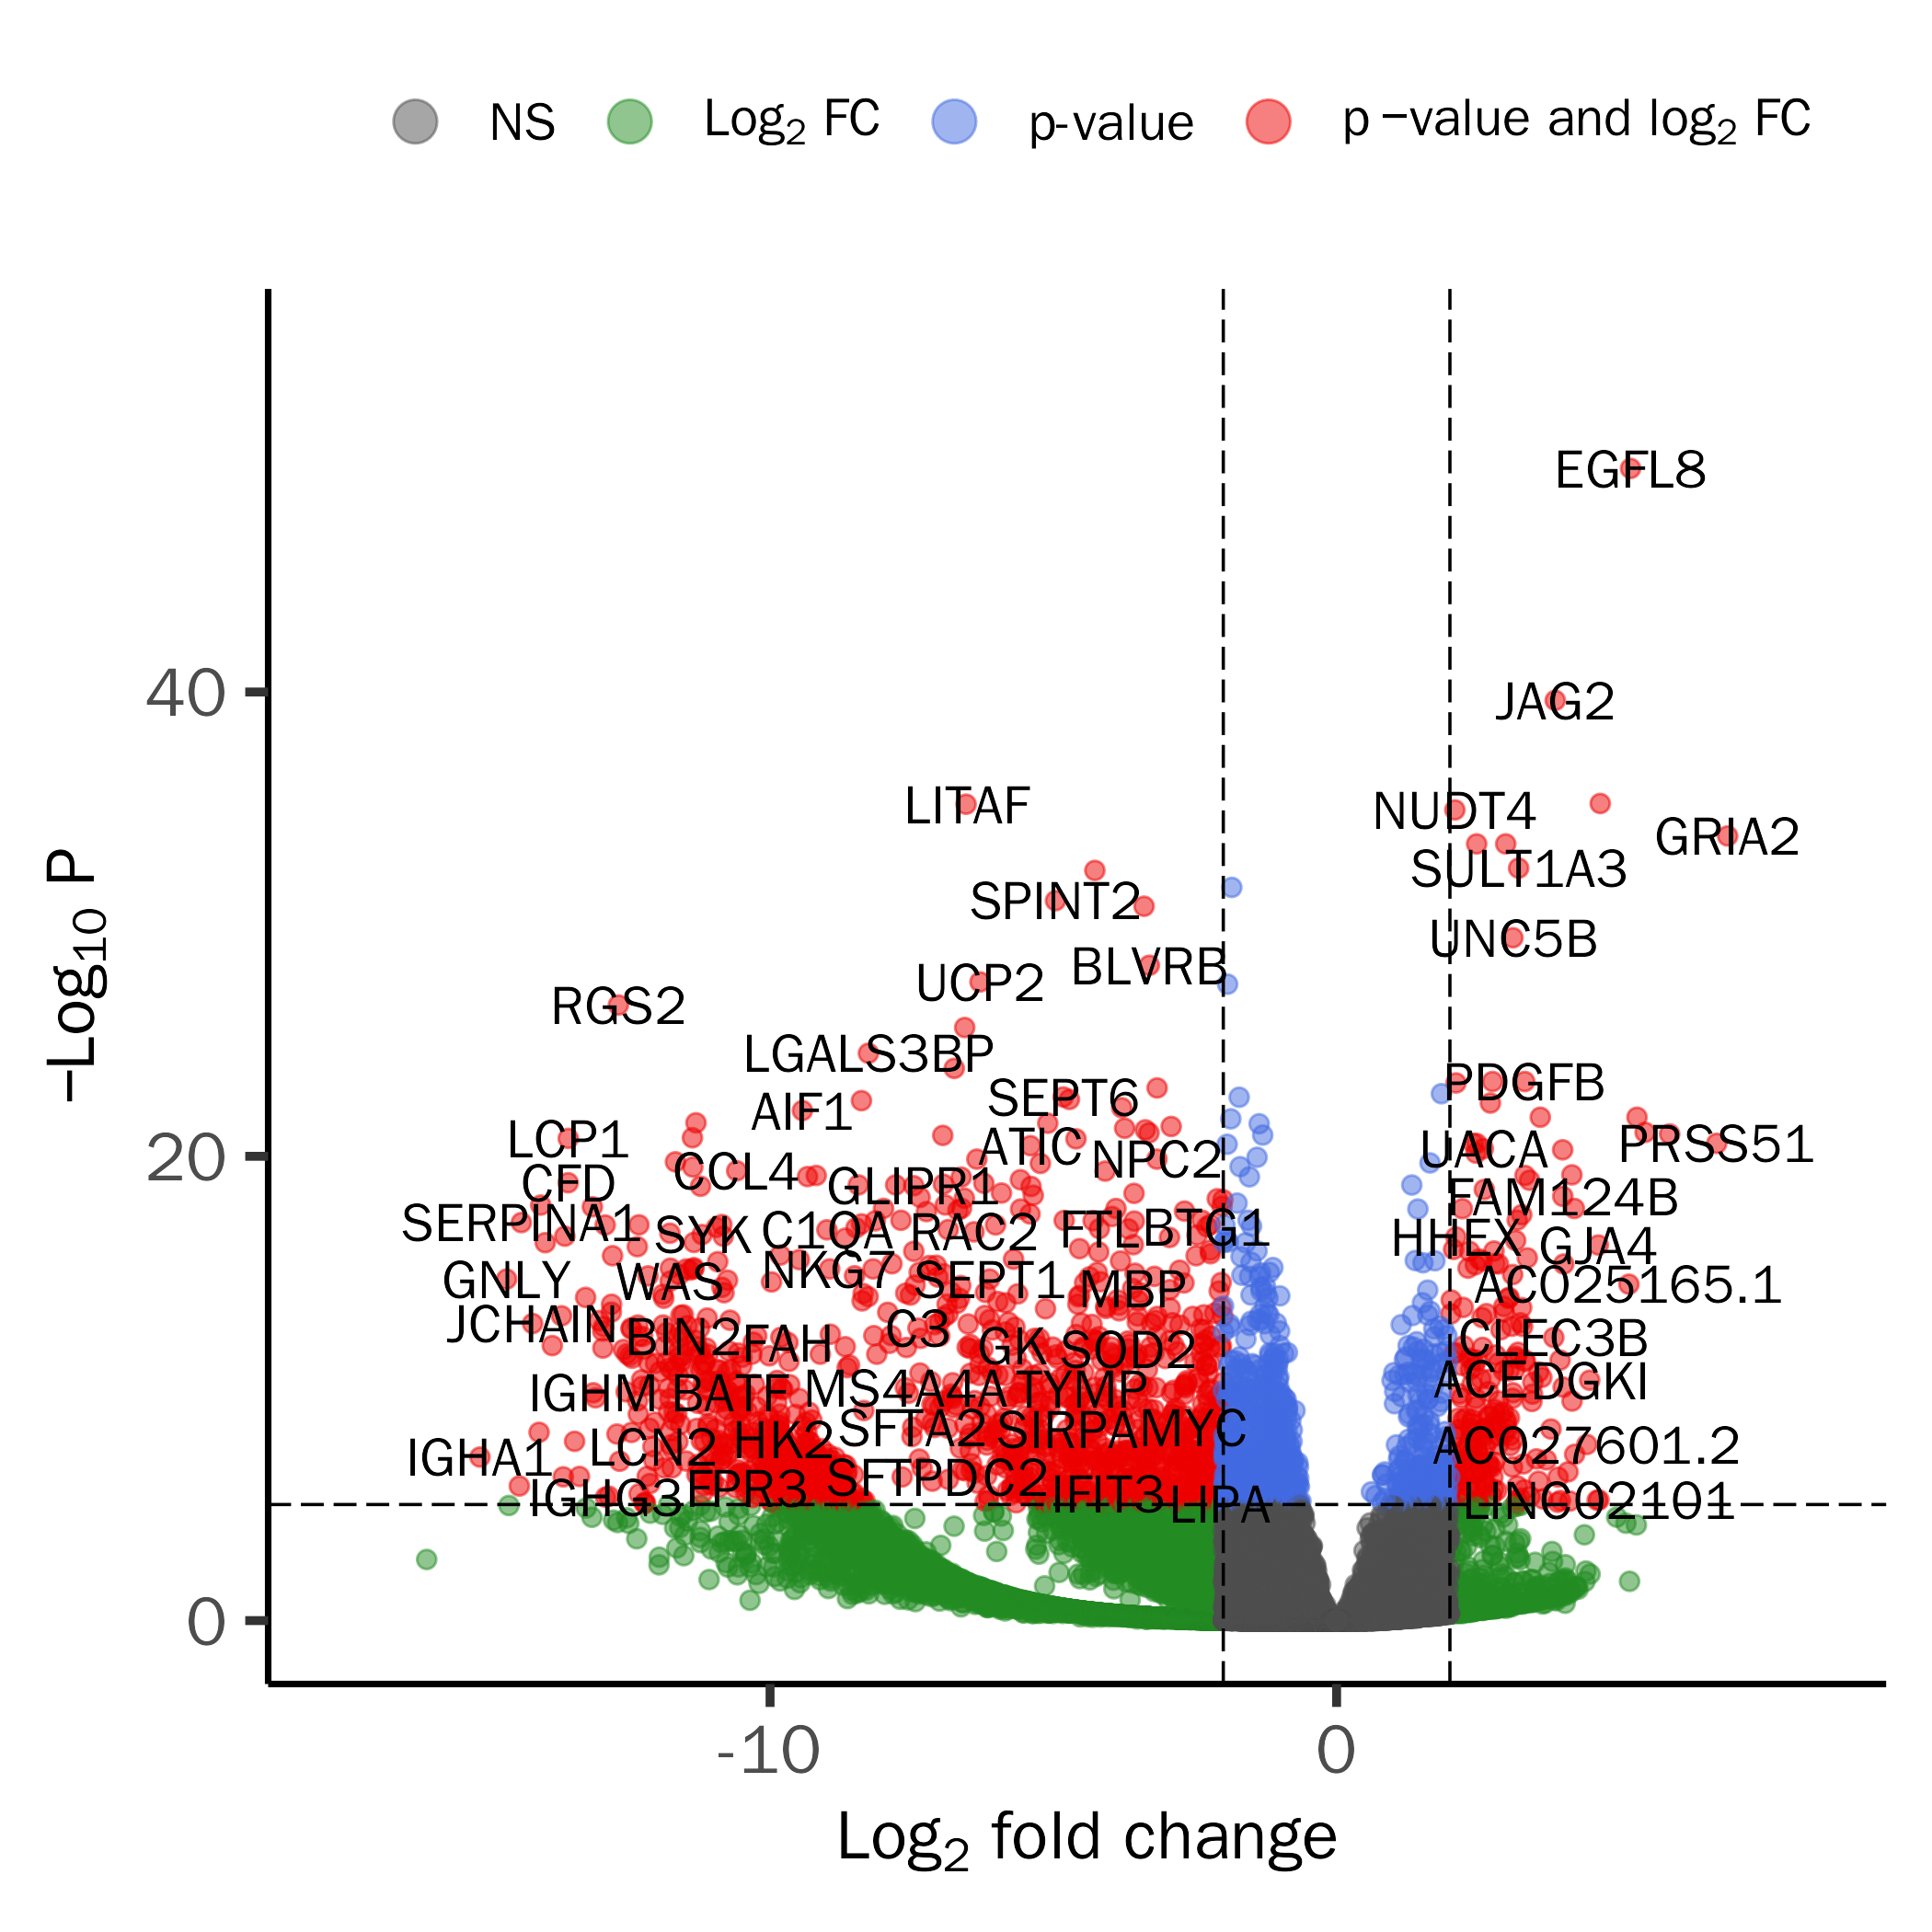 NS Log2 FC p-value p −value and log2 FC
−Log10 P
40
20
0
EGFL8
JAG2
LITAF NUDT4
GRIA2
SULT1A3
SPINT2
UNC5B
BLVRB
UCP2
RGS2
LGALS3BP
PDGFB
SEPT6
AIF1
LCP1 ATIC UACA PRSS51
NPC2
CCL4
CFD GLIPR1
FAM124B
SERPINA1 SYK C1QA RAC2 FTL BTG1
HHEX GJA4
GNLY WAS NKG7 SEPT1 MBP AC025165.1
JCHAIN BIN2 FAH C3 GK SOD2 CLEC3B
IGHM BATF MS4A4A TYMP ACE DGKI
LCN2 HK2 SFTA2 SIRPA MYC AC027601.2
IGHA1
IGHG3 FPR3 SFTPD C2 IFIT3 LIPA LINC02101
-10 0
Log2 fold change